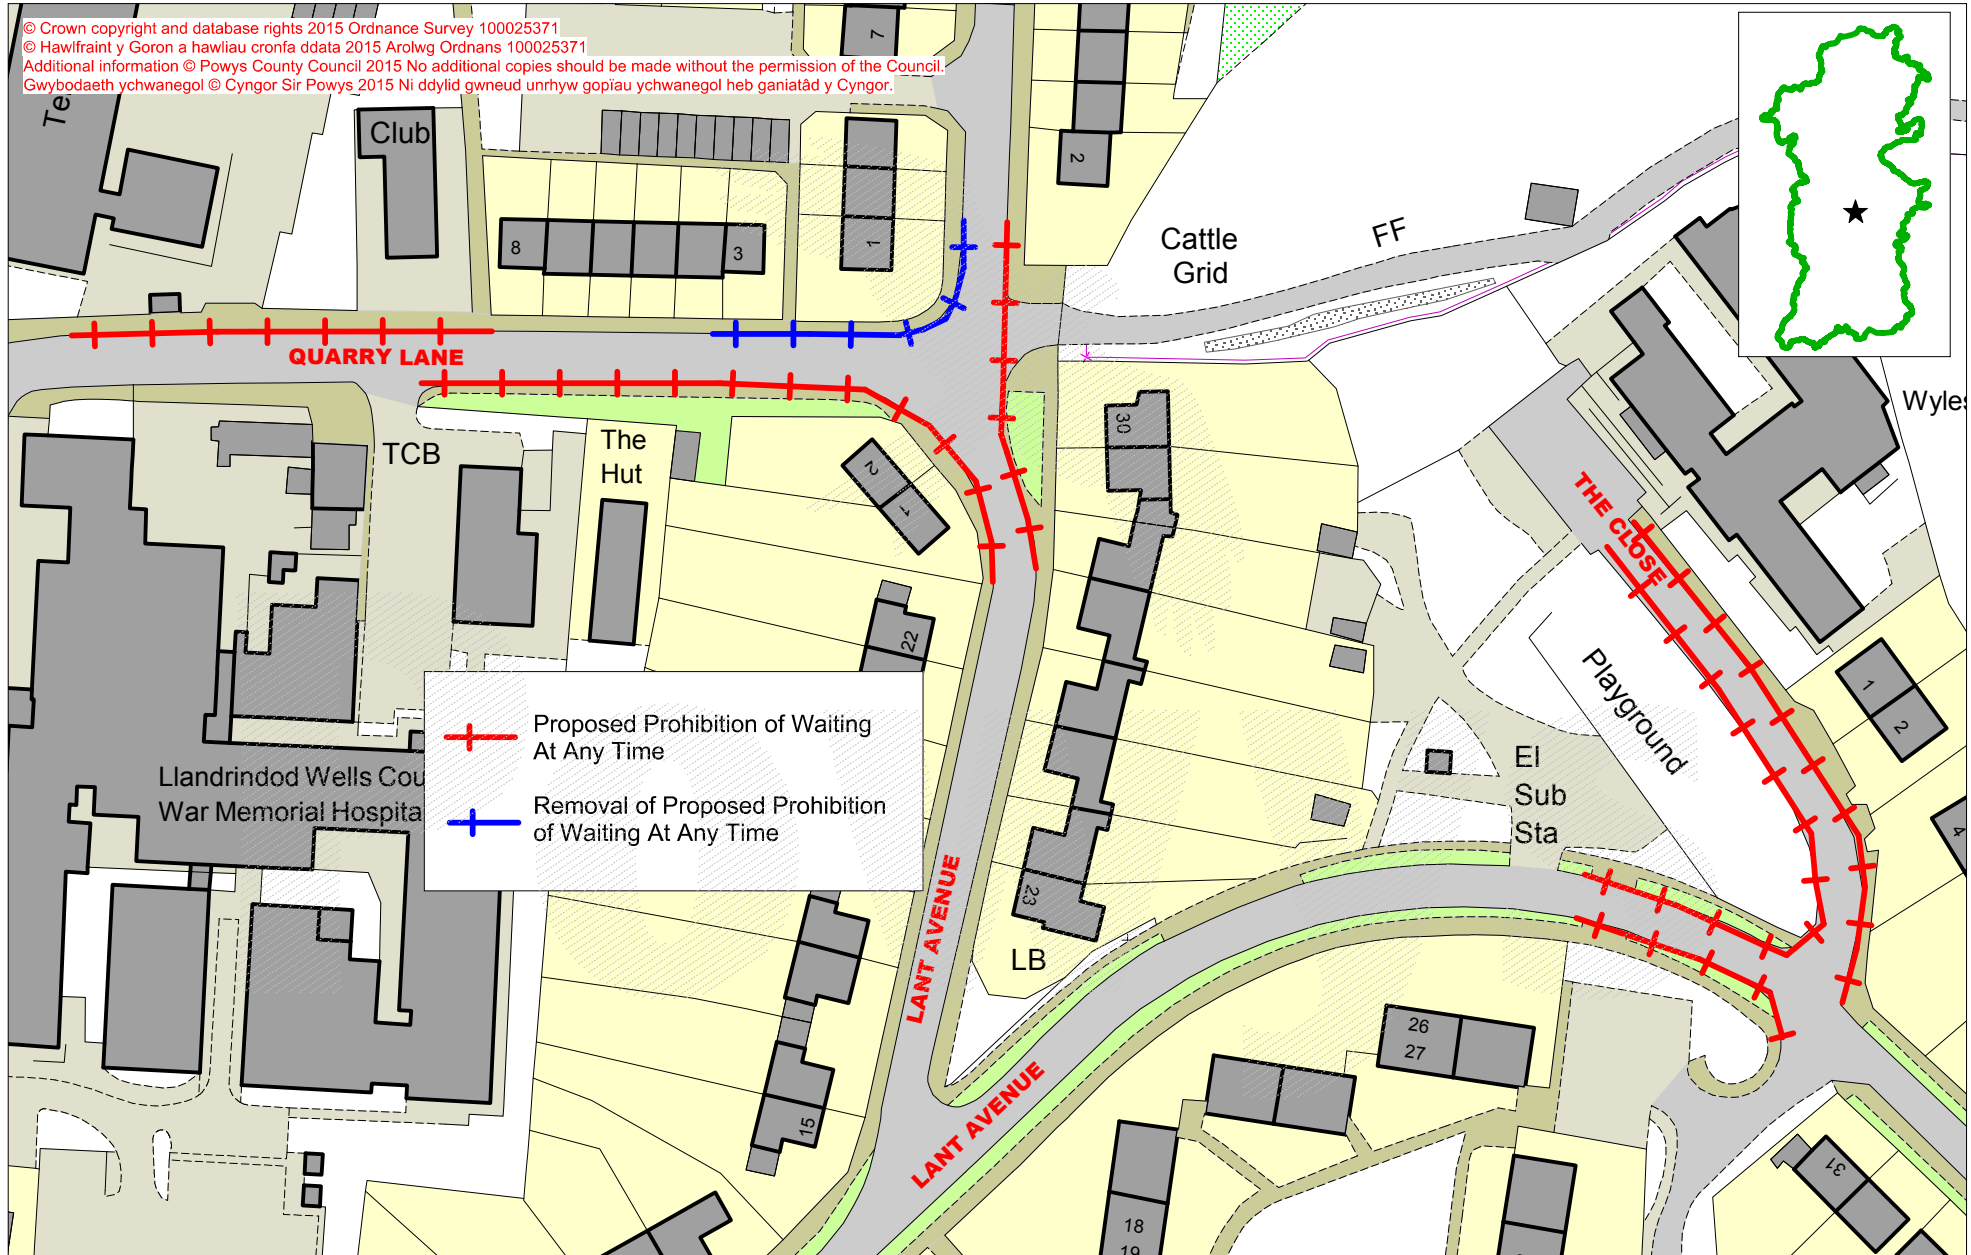 © Crown copyright and database rights 2015 Ordnance Survey 100025371
© Hawlfraint y Goron a hawliau cronfa ddata 2015 Arolwg Ordnans 100025371
Additional information © Powys County Council 2015 No additional copies should be made without the permission of the Council.
Gwybodaeth ychwanegol © Cyngor Sir Powys 2015 Ni ddylid gwneud unrhyw gopïau ychwanegol heb ganiatâd y Cyngor.
7
Te
Club
2
1
8
3
Cattle
Grid
FF
QUARRY LANE
Wyles
30
TCB
The
Hut
2
1
THE CLOSE
22
Playground
1
2
Proposed Prohibition of Waiting
At Any Time
Removal of Proposed Prohibition
of Waiting At Any Time
El
Sub
Sta
Llandrindod Wells Cou
War Memorial Hospita
4
23
LANT AVENUE
LB
26
27
15
LANT AVENUE
31
18
19